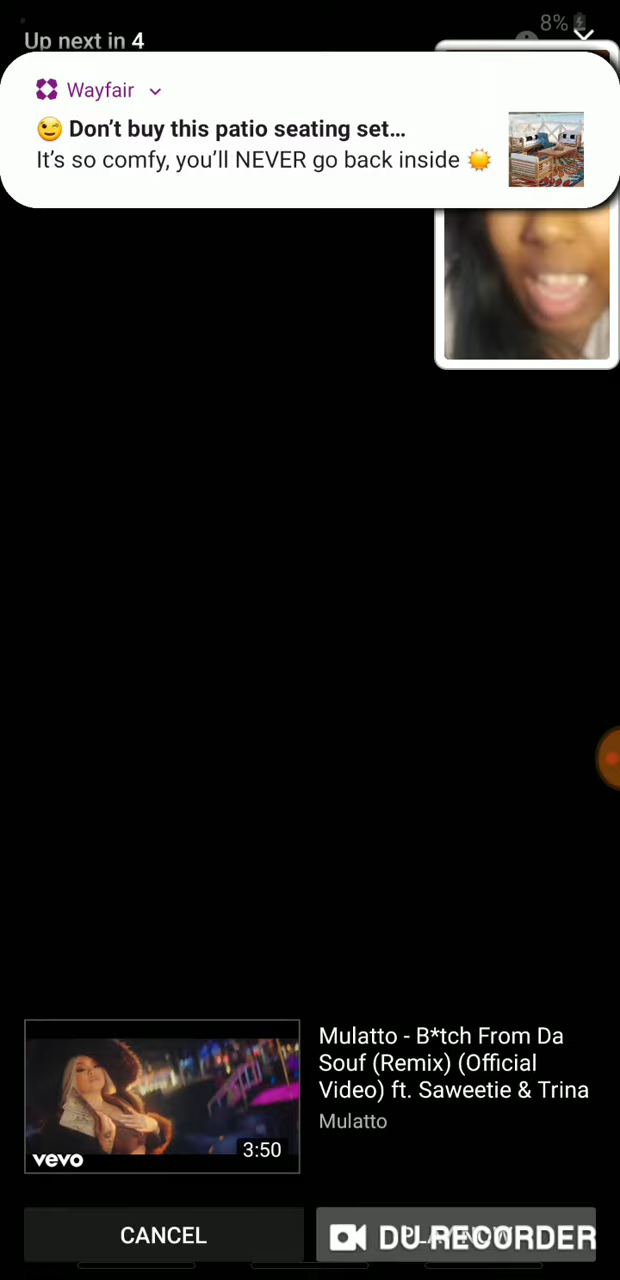 8%
Up next in 4
Wayfair
😉 Don't buy this patio seating set...
It's so comfy, you'll NEVER go back inside ☀️
Mulatto - B*tch From Da
Souf (Remix) (Official
Video) ft. Saweetie & Trina
Mulatto
3:50
vevo
CANCEL
DU RECORDER